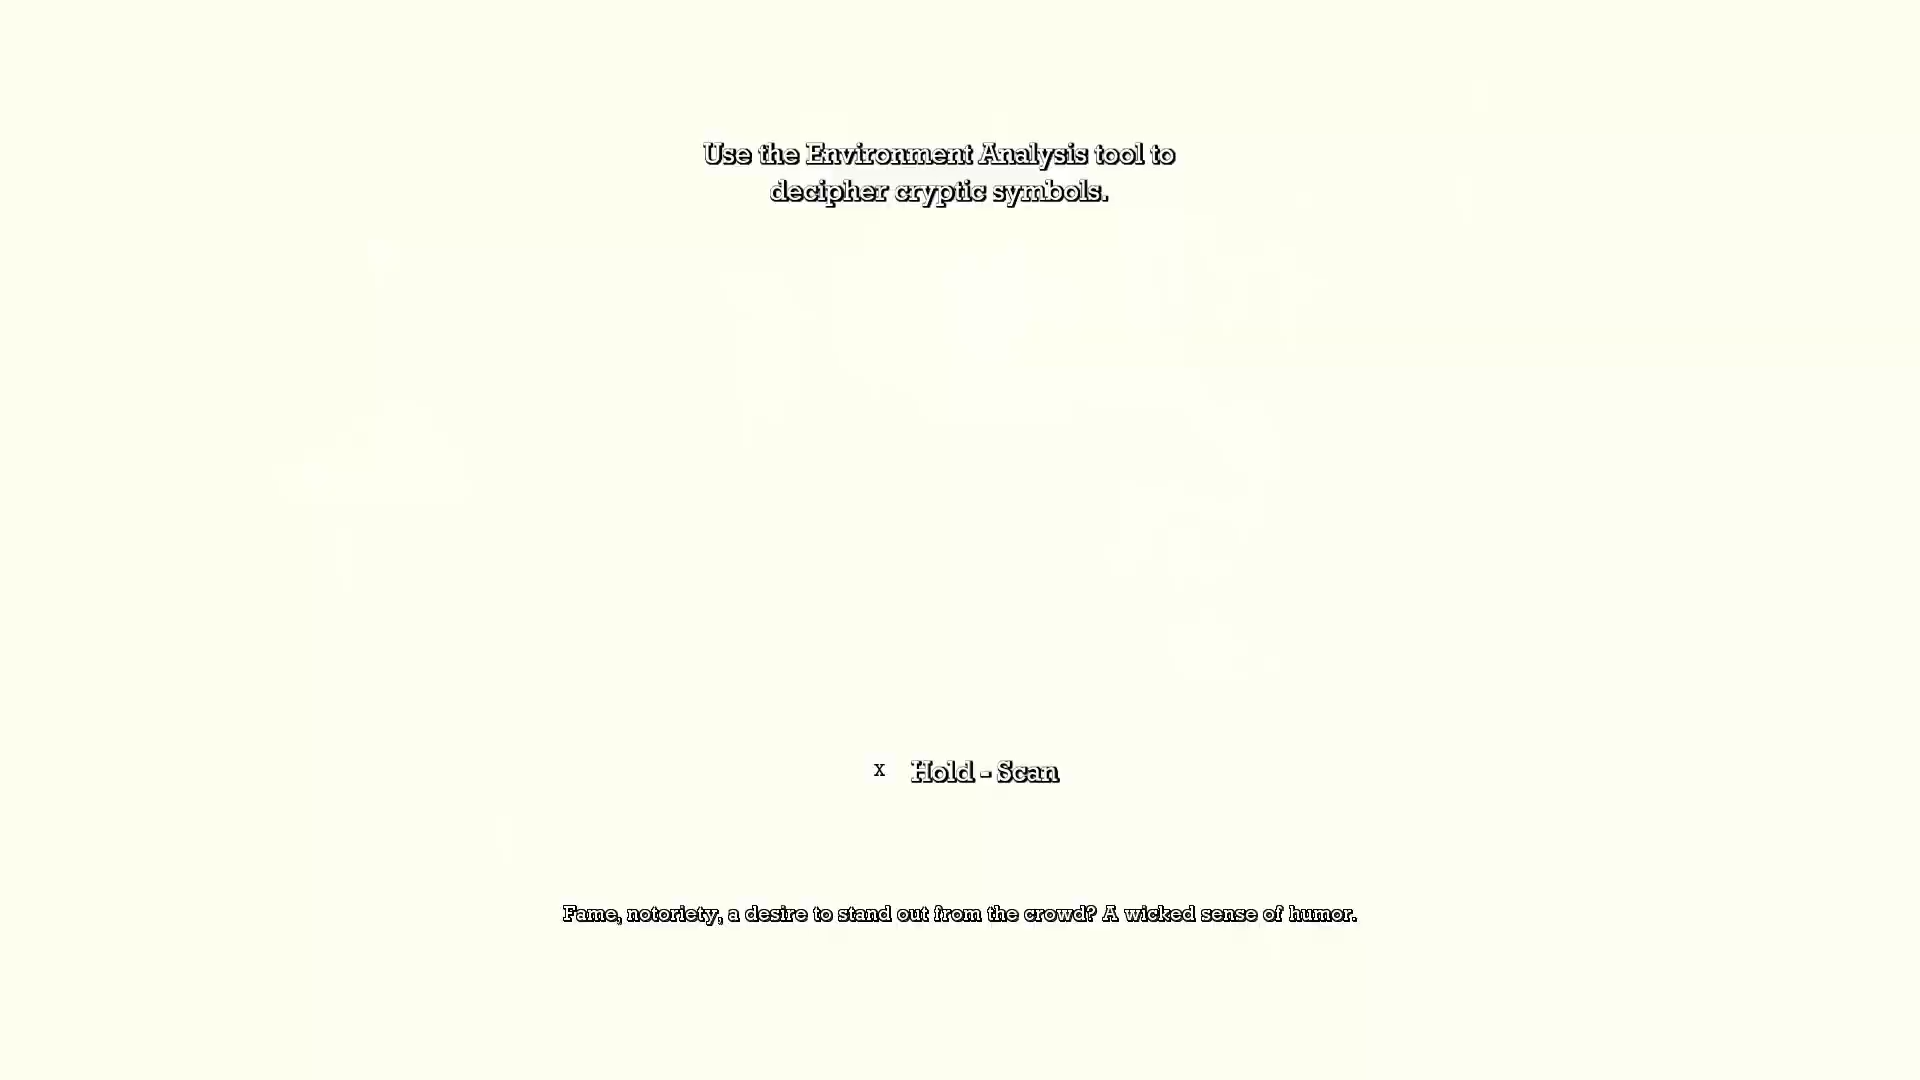 Use the Environment Analysis tool to
decipher cryptic symbols.
X Hold - Scan
Fame, notoriety, a desire to stand out from the crowd? A wicked sense of humor.